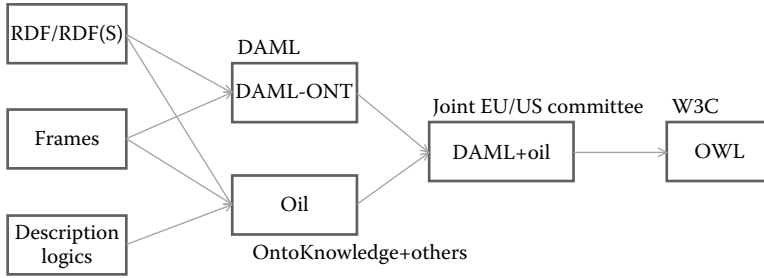 RDF/RDF(S)
DAML
DAML-ONT
Joint EU/US committee
W3C
Frames
DAML+oil
OWL
Oil
Description
logics
OntoKnowledge+others